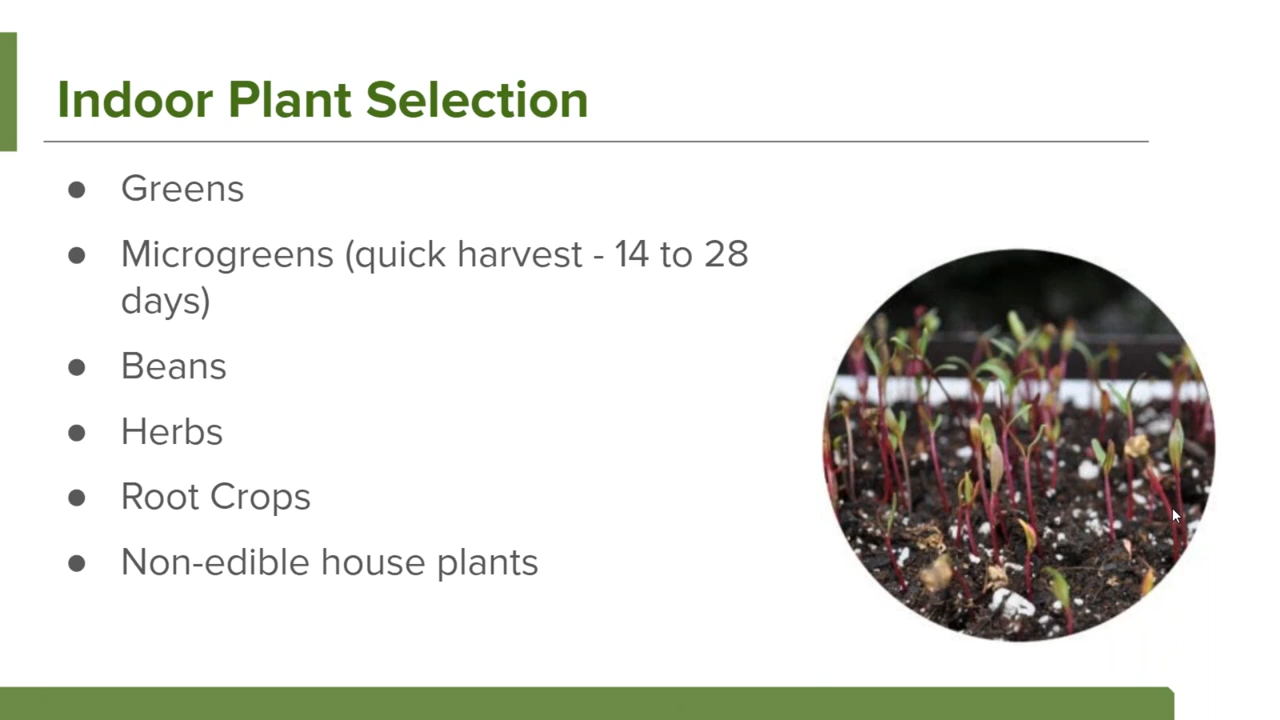 Indoor Plant Selection
● Greens
● Microgreens (quick harvest - 14 to 28
days)
● Beans
● Herbs
● Root Crops
● Non-edible house plants